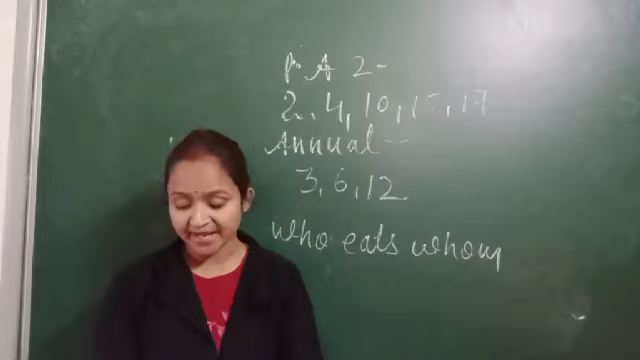 PA 2 -
2, 4, 10, 15, 17
Annual --
3, 6, 12
who eats whom